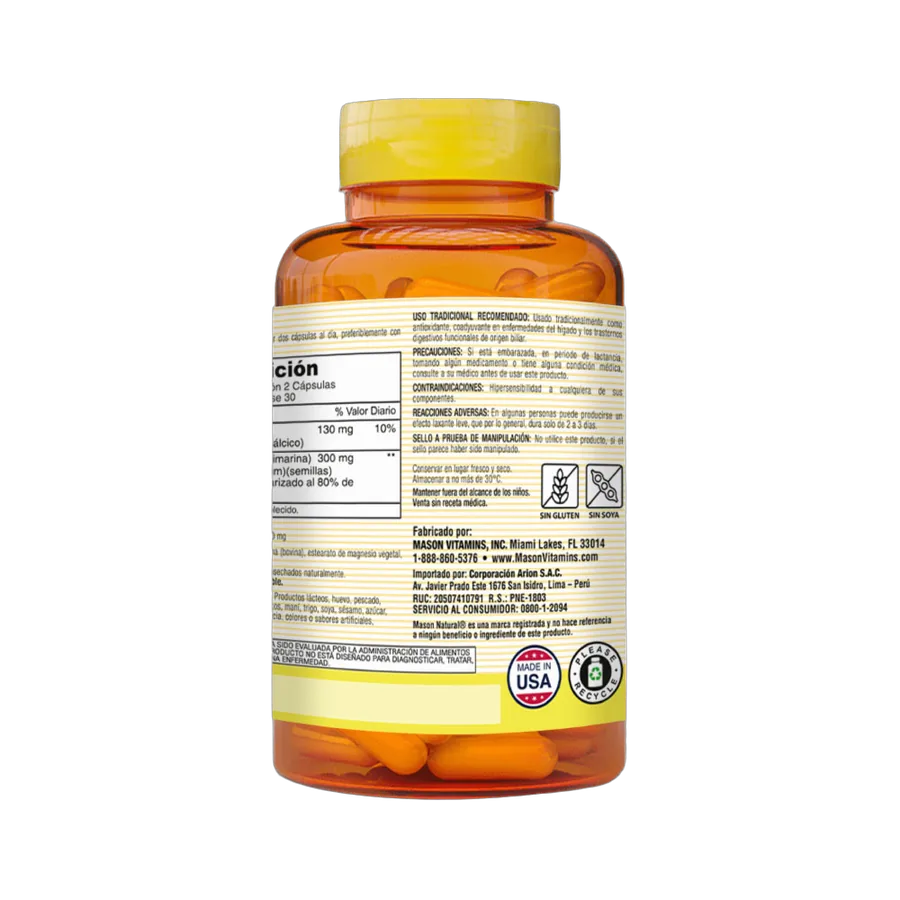 r dos cápsulas al día, preferiblemente con
ición
ón 2 Cápsulas
se 30
% Valor Diario
130 mg 10%
álcico)
imarina) 300 mg **
m)(semillas)
arizado al 80% de
lecido.
mg
a (bovina), estearato de magnesio vegetal,
sechados naturalmente.
ble.
Productos lácteos, huevo, pescado,
os, maní, trigo, soya, sésamo, azúcar,
cia, colores o sabores artificiales,
A SIDO EVALUADA POR LA ADMINISTRACIÓN DE ALIMENTOS
RODUCTO NO ESTÁ DISEÑADO PARA DIAGNOSTICAR, TRATAR,
NA ENFERMEDAD.
USO TRADICIONAL RECOMENDADO: Usado tradicionalmente como
antioxidante, coadyuvante en enfermedades del hígado y los trastornos
digestivos funcionales de origen biliar.
PRECAUCIONES: Si está embarazada, en periodo de lactancia,
tomando algún medicamento o tiene alguna condición médica,
consulte a su médico antes de usar este producto.
CONTRAINDICACIONES: Hipersensibilidad a cualquiera de sus
componentes.
REACCIONES ADVERSAS: En algunas personas puede producirse un
efecto laxante leve, que por lo general, dura solo de 2 a 3 días.
SELLO A PRUEBA DE MANIPULACIÓN: No utilice este producto, si el
sello parece haber sido manipulado.
Conservar en lugar fresco y seco.
Almacenar a no más de 30°C.
Mantener fuera del alcance de los niños.
Venta sin receta médica.
SIN GLUTEN SIN SOYA
Fabricado por:
MASON VITAMINS, INC. Miami Lakes, FL 33014
1-888-860-5376 • www.MasonVitamins.com
Importado por: Corporación Arion S.A.C.
Av. Javier Prado Este 1676 San Isidro, Lima – Perú
RUC: 20507410791 R.S.: PNE-1803
SERVICIO AL CONSUMIDOR: 0800-1-2094
Mason Natural® es una marca registrada y no hace referencia
a ningún beneficio o ingrediente de este producto.
MADE IN
USA
PLEASE
RECYCLE